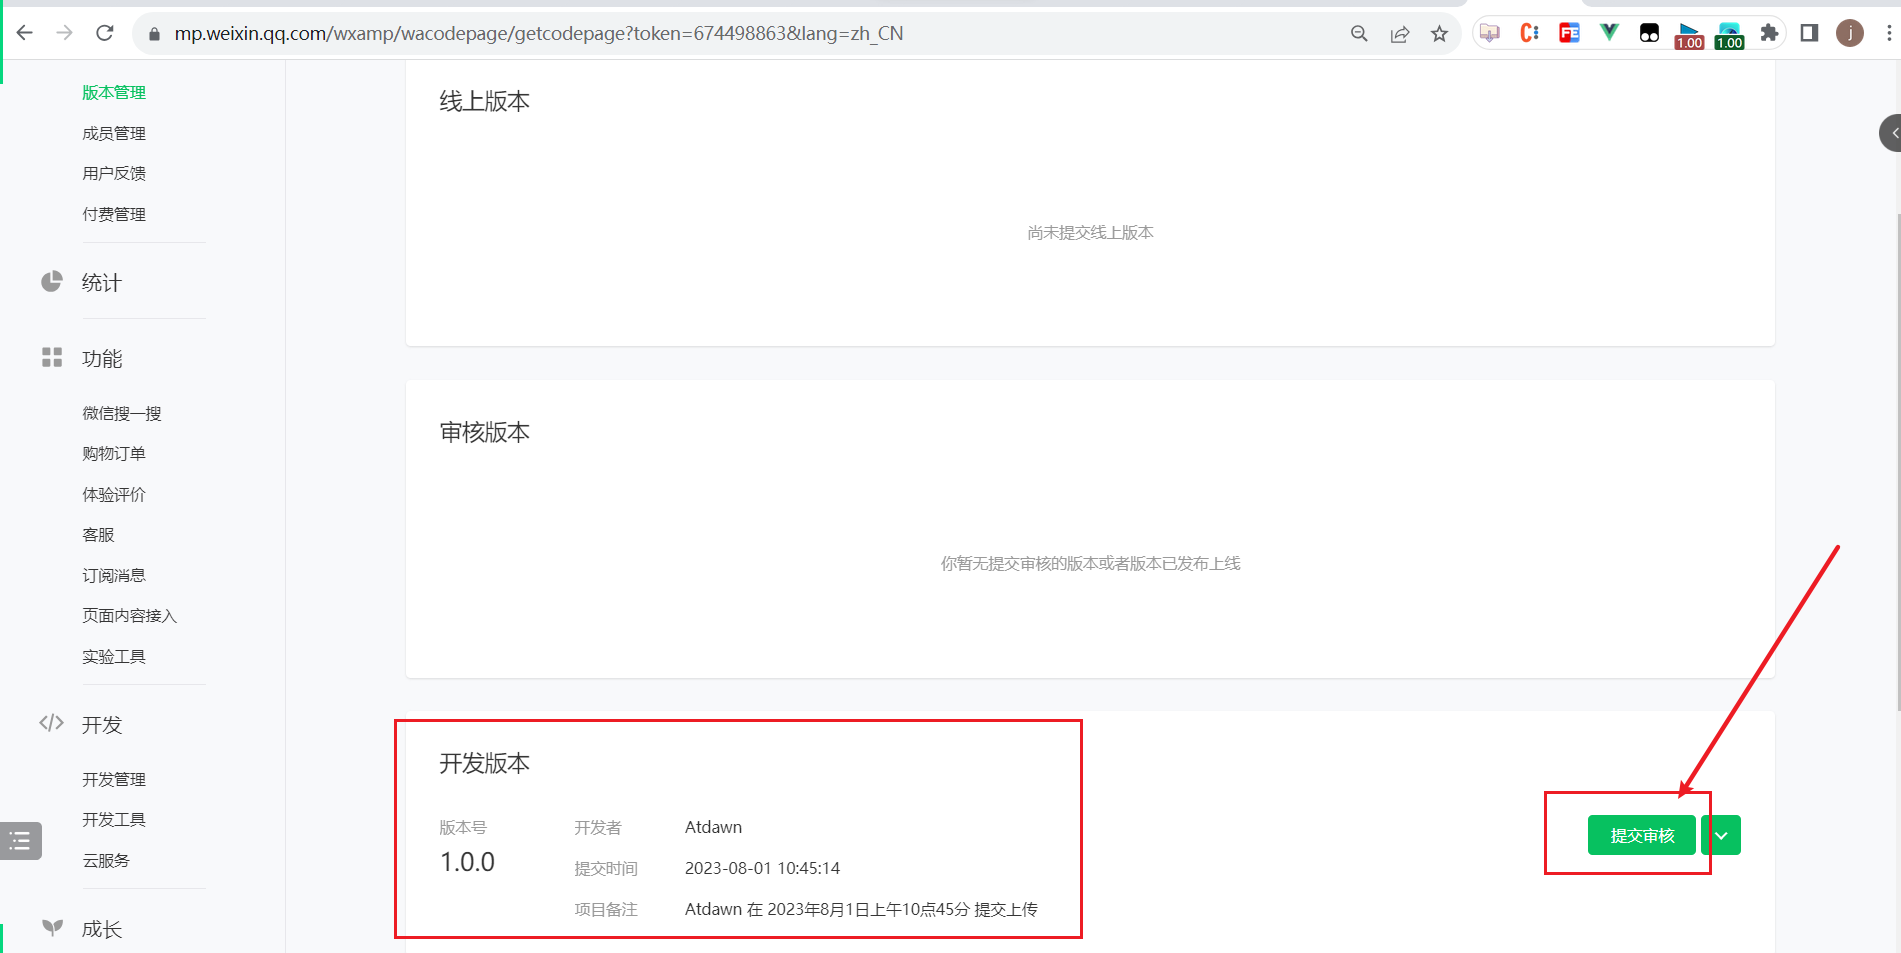 mp.weixin.qq.com/wxamp/wacodepage/getcodepage?token=674498863&lang=zh_CN
FE
1.00
1.00
j
版本管理
成员管理
用户反馈
付费管理
统计
功能
微信搜一搜
购物订单
体验评价
客服
订阅消息
页面内容接入
实验工具
开发
开发管理
开发工具
云服务
成长
线上版本
尚未提交线上版本
审核版本
你暂无提交审核的版本或者版本已发布上线
开发版本
版本号
1.0.0
开发者 Atdawn
提交时间 2023-08-01 10:45:14
项目备注 Atdawn 在 2023年8月1日上午10点45分 提交上传
提交审核